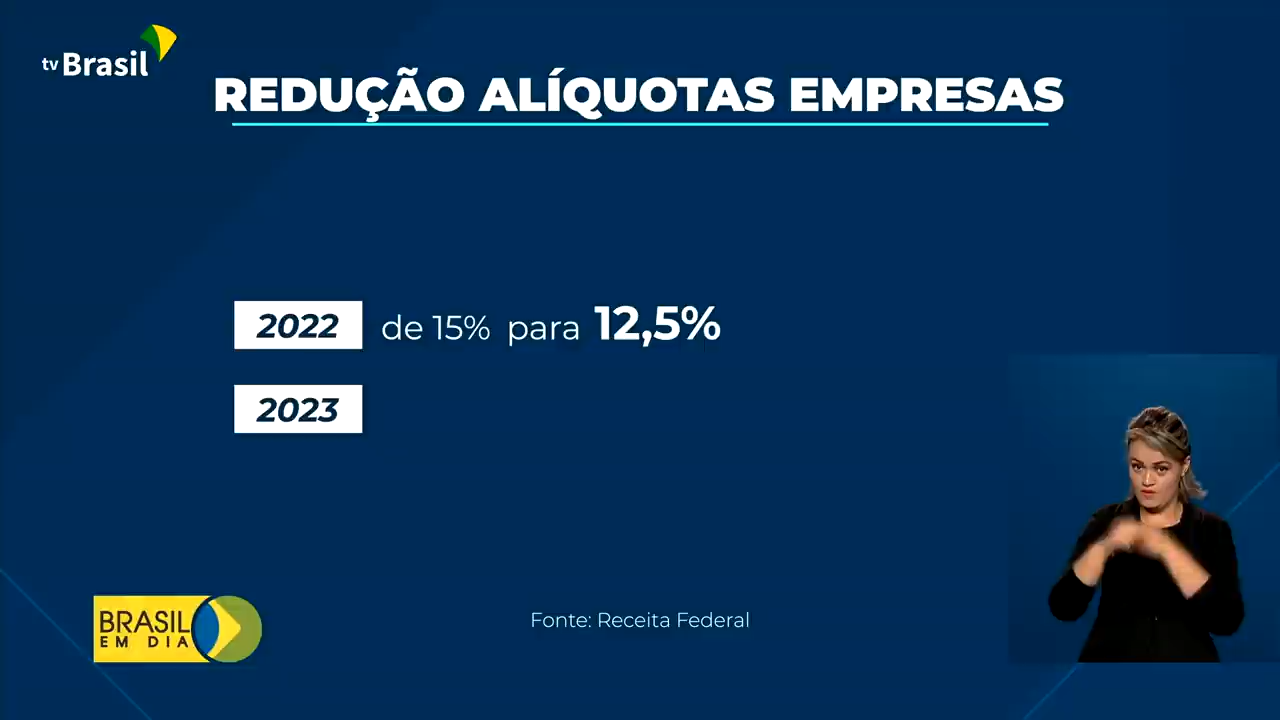 tv Brasil
REDUÇÃO ALÍQUOTAS EMPRESAS
2022 de 15% para 12,5%
2023
BRASIL
EM DIA
Fonte: Receita Federal